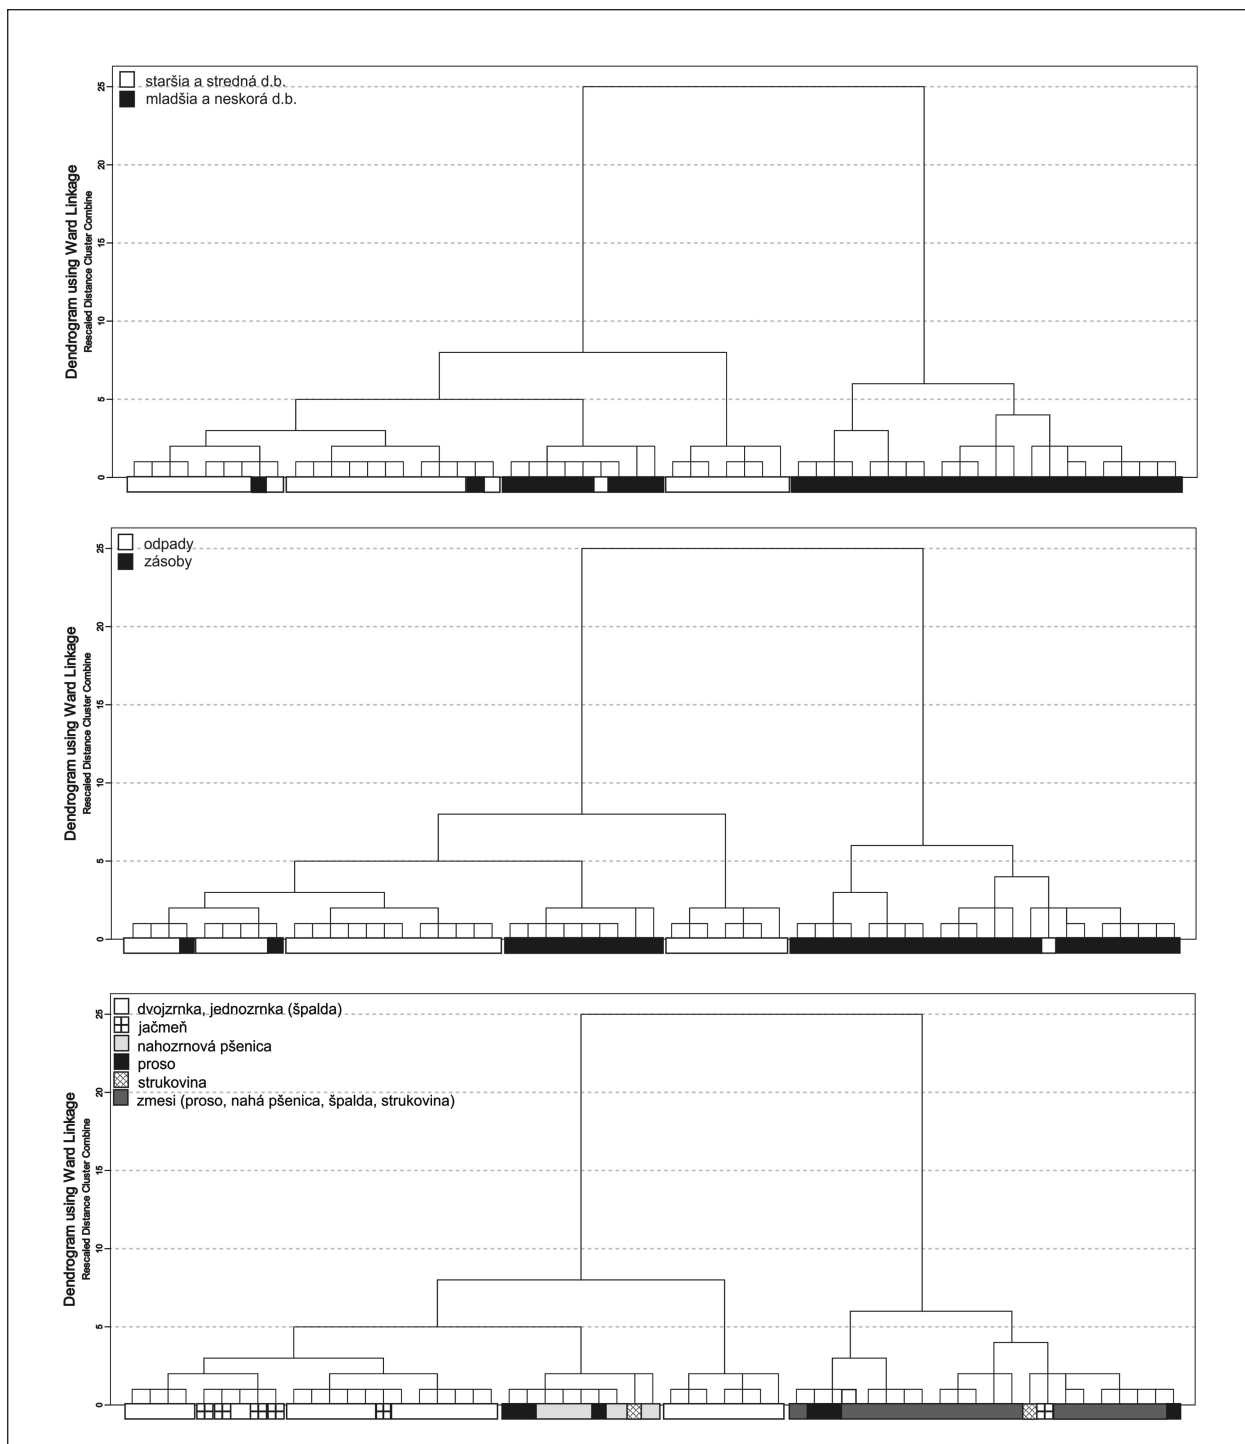 staršia a stredná d.b.
mladšia a neskorá d.b.
Dendrogram using Ward Linkage
Rescaled Distance Cluster Combine
25
20
15
10
5
0
odpady
zásoby
Dendrogram using Ward Linkage
Rescaled Distance Cluster Combine
25
20
15
10
5
0
dvojzrnka, jednozrnka (špalda)
jačmeň
nahozrnová pšenica
proso
strukovina
zmesi (proso, nahá pšenica, špalda, strukovina)
Dendrogram using Ward Linkage
Rescaled Distance Cluster Combine
25
20
15
10
5
0